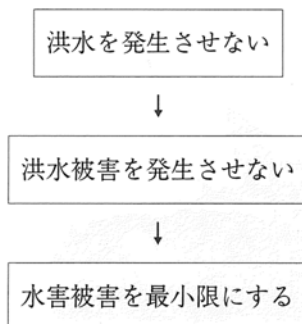 洪水を発生させない
↓
洪水被害を発生させない
↓
水害被害を最小限にする